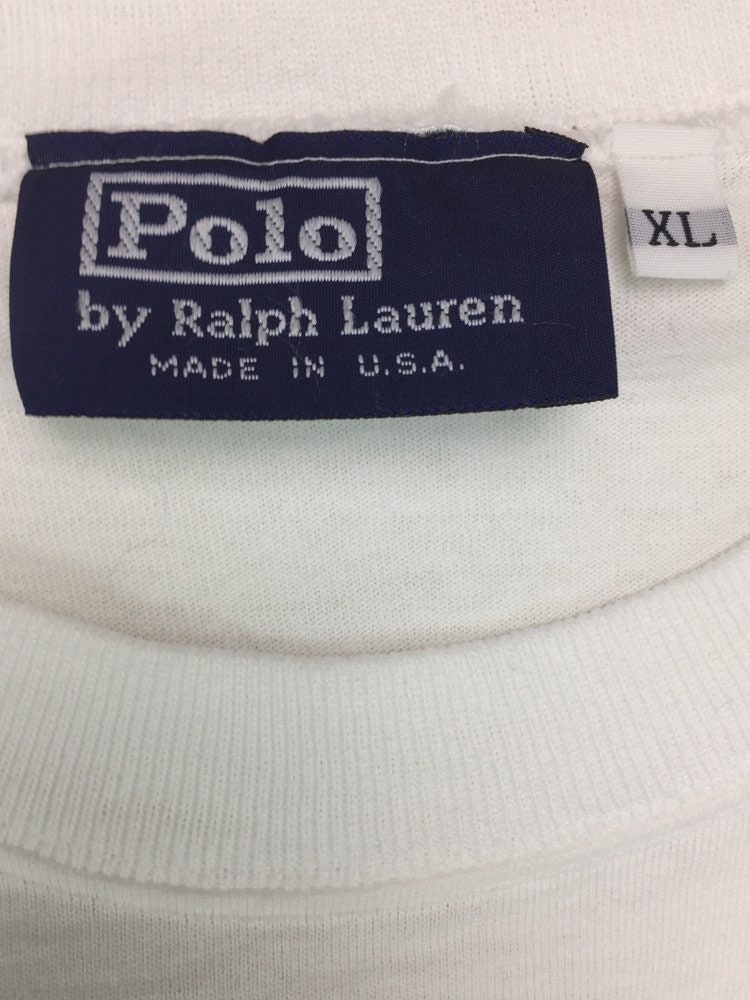 Polo
by Ralph Lauren
MADE IN U.S.A.
XL